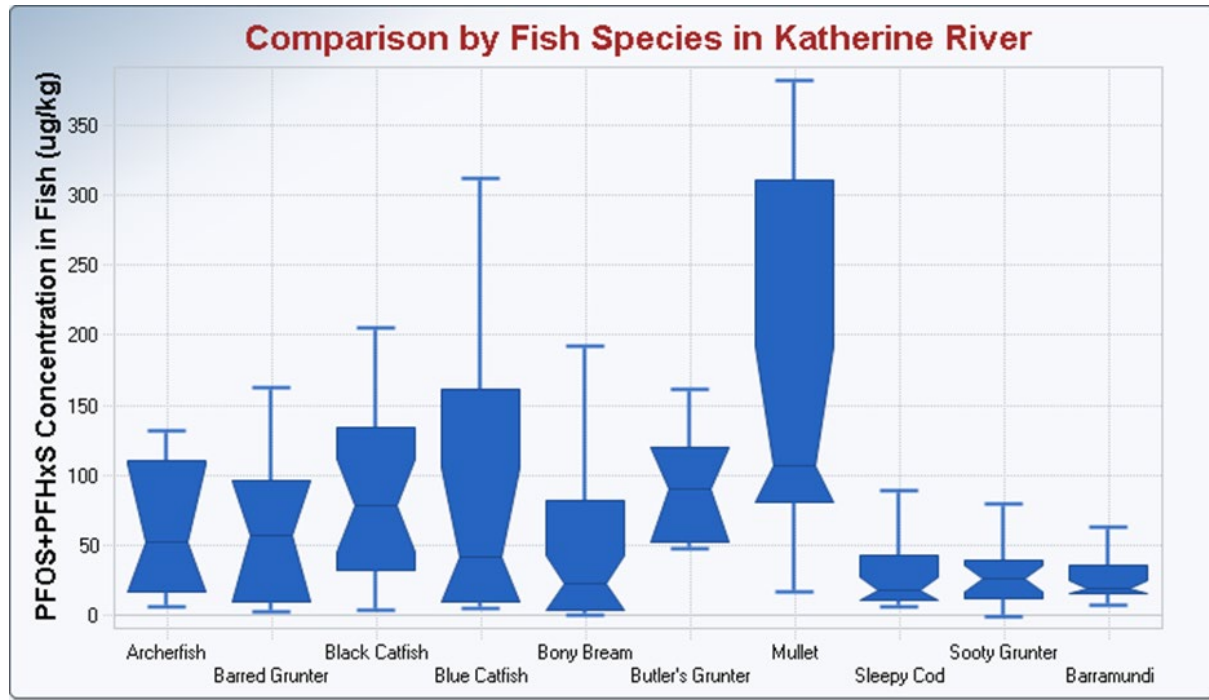 Comparison by Fish Species in Katherine River
PFOS+PFHxS Concentration in Fish (ug/kg)
350
300
250
200
150
100
50
0
Archerfish
Barred Grunter
Black Catfish
Blue Catfish
Bony Bream
Butler's Grunter
Mullet
Sleepy Cod
Sooty Grunter
Barramundi